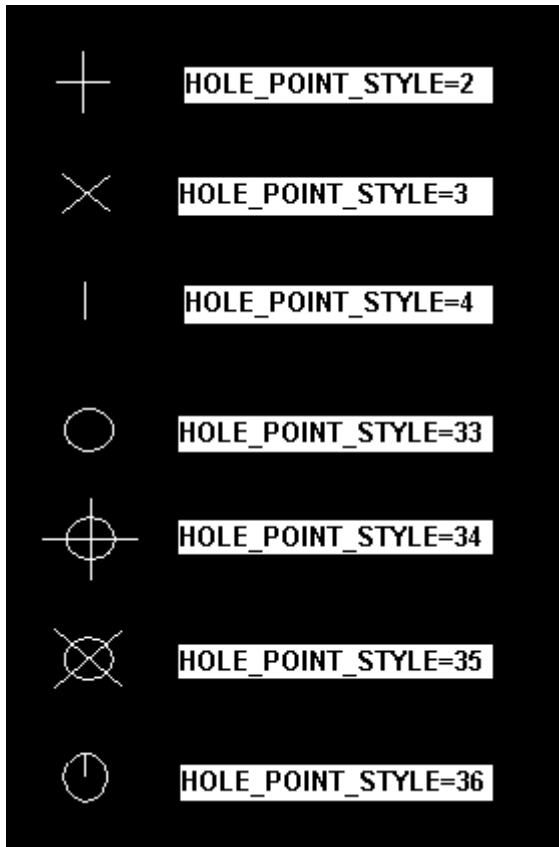 HOLE_POINT_STYLE=2
HOLE_POINT_STYLE=3
HOLE_POINT_STYLE=4
HOLE_POINT_STYLE=33
HOLE_POINT_STYLE=34
HOLE_POINT_STYLE=35
HOLE_POINT_STYLE=36